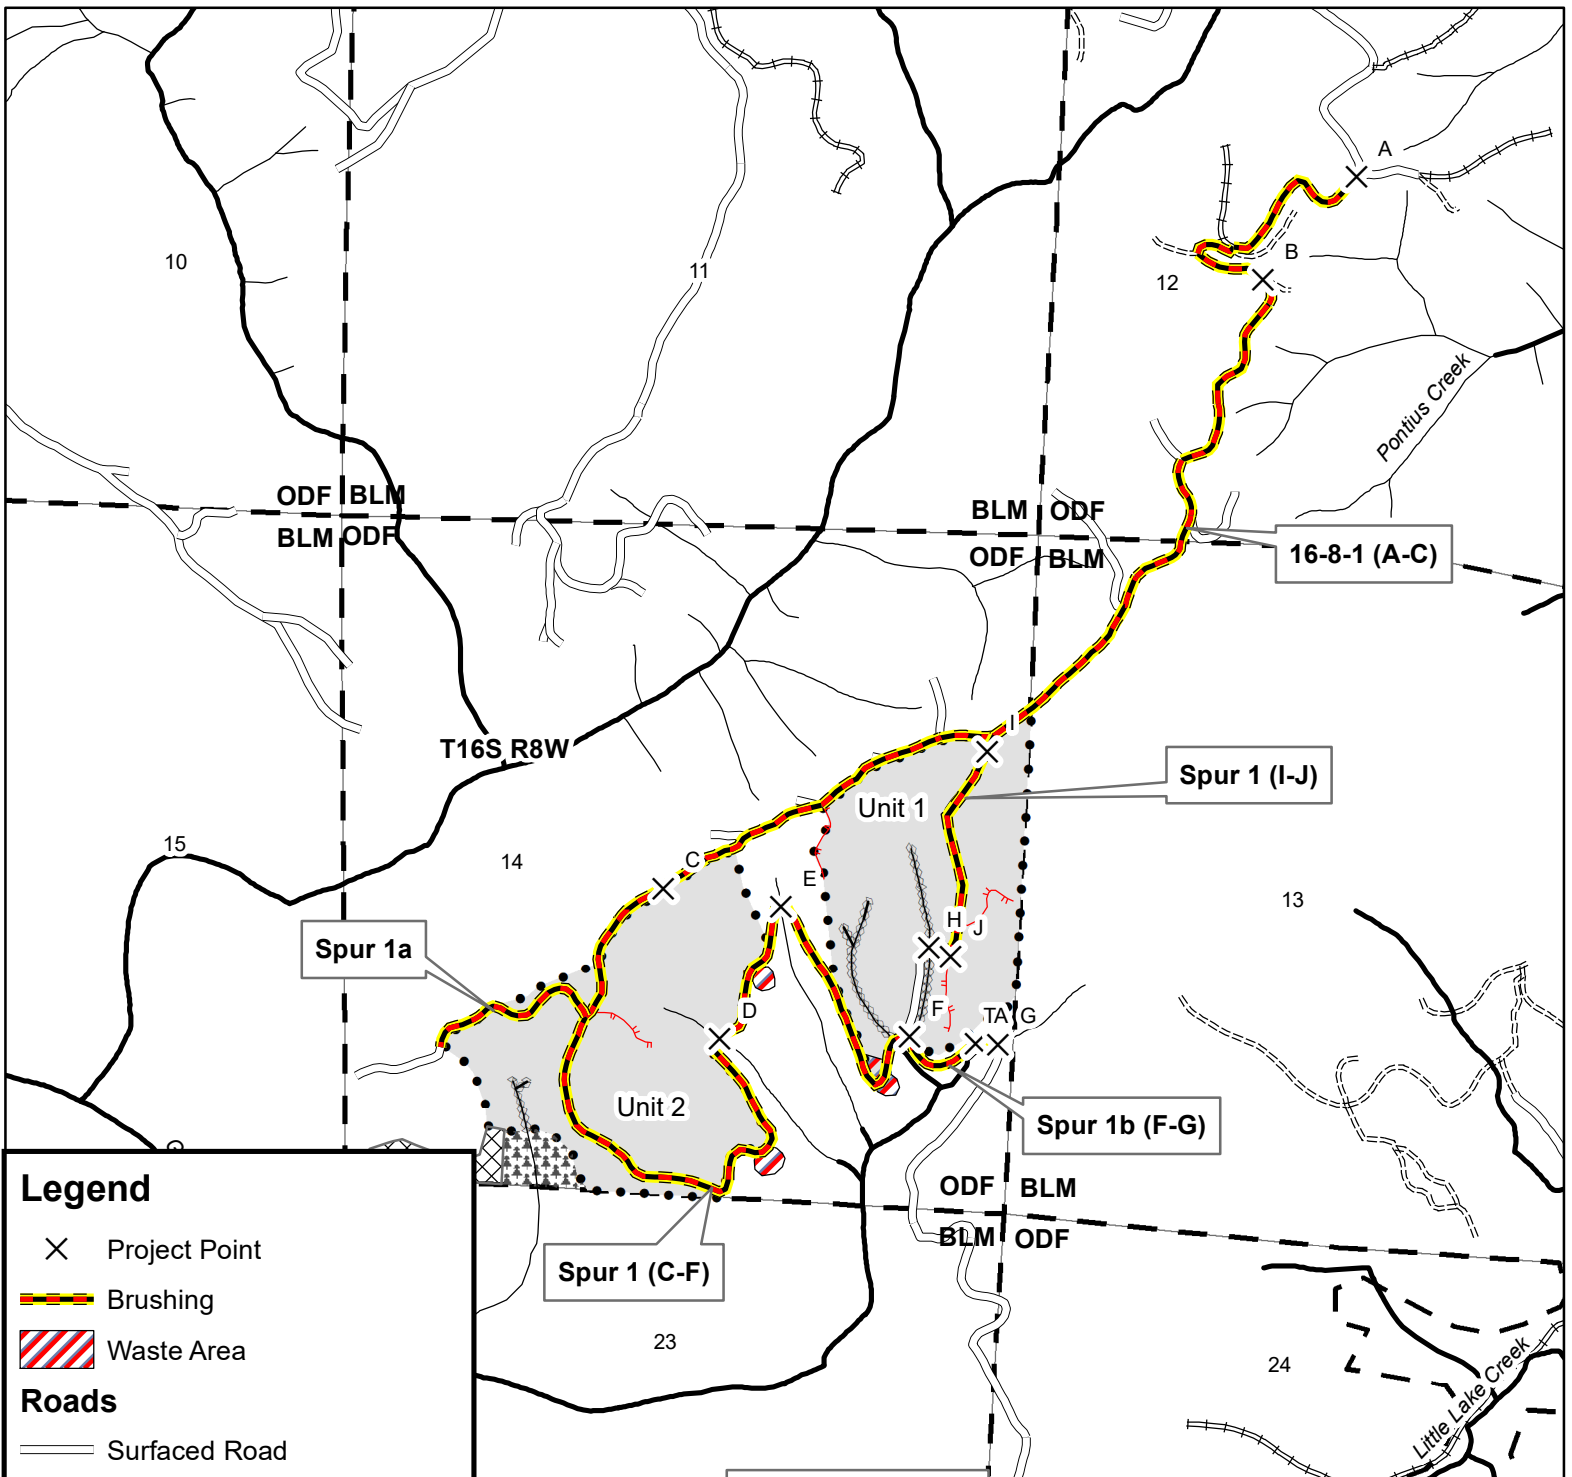 A
B
10
11
12
Pontius Creek
ODF BLM
BLM ODF
BLM ODF
ODF BLM
16-8-1 (A-C)
I
T16S R8W
Spur 1 (I-J)
Unit 1
15
14
C
E
13
H
J
Spur 1a
D
F
TA
G
Unit 2
Spur 1b (F-G)
ODF BLM
BLM ODF
Spur 1 (C-F)
23
24
Little Lake Creek
Legend
Project Point
Brushing
Waste Area
Roads
Surfaced Road